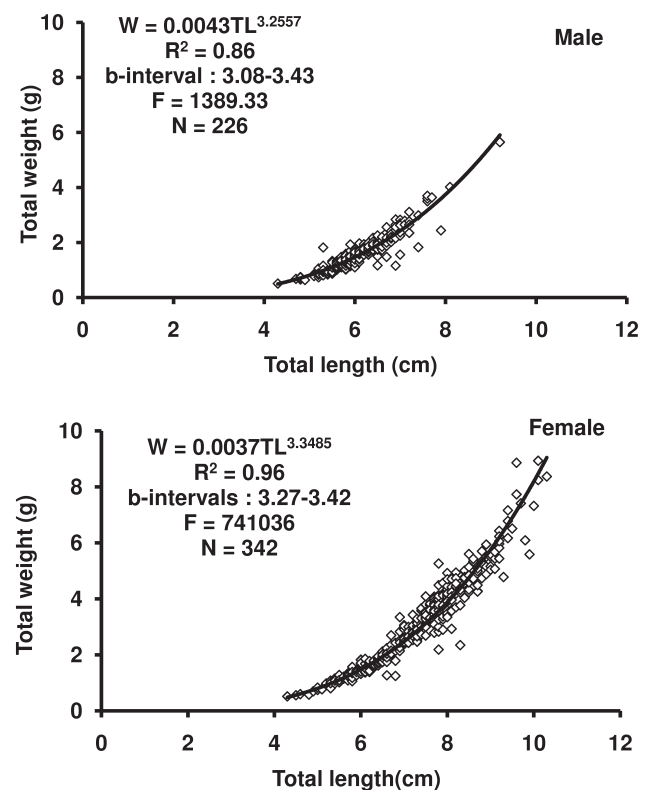 10
W = 0.0043TL^3.2557
Male
R² = 0.86
8
b-interval : 3.08-3.43
F = 1389.33
N = 226
6
Total weight (g)
4
2
0
0 2 4 6 8 10 12
Total length (cm)
10
Female
W = 0.0037TL^3.3485
R² = 0.96
8
b-intervals : 3.27-3.42
F = 741036
6
N = 342
Total weight (g)
4
2
0
0 2 4 6 8 10 12
Total length(cm)